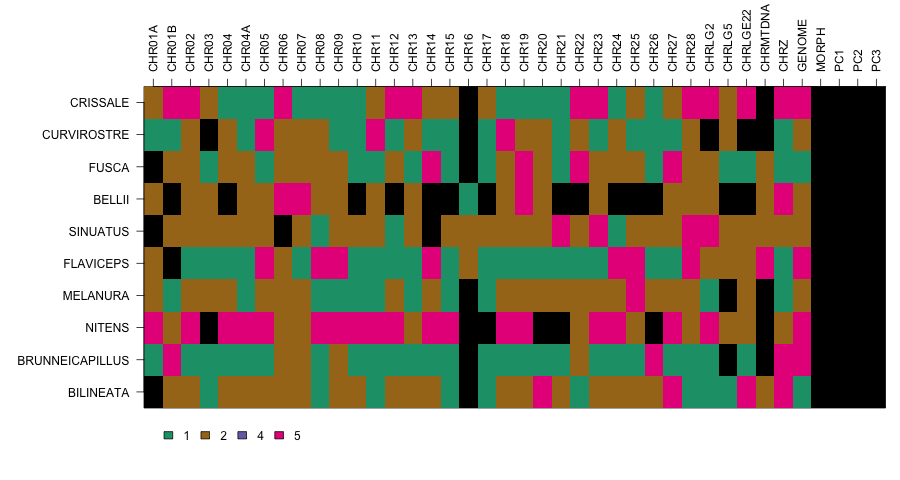 CHR01A CHR01B CHR02 CHR03 CHR04 CHR04A CHR05 CHR06 CHR07 CHR08 CHR09 CHR10 CHR11 CHR12 CHR13 CHR14 CHR15 CHR16 CHR17 CHR18 CHR19 CHR20 CHR21 CHR22 CHR23 CHR24 CHR25 CHR26 CHR27 CHR28 CHRLG2 CHRLG5 CHRLGE22 CHRMTDNA CHRZ GENOME MORPH PC1 PC2 PC3
CRISSALE
CURVIROSTRE
FUSCA
BELLII
SINUATUS
FLAVICEPS
MELANURA
NITENS
BRUNNEICAPILLUS
BILINEATA
1 2 4 5